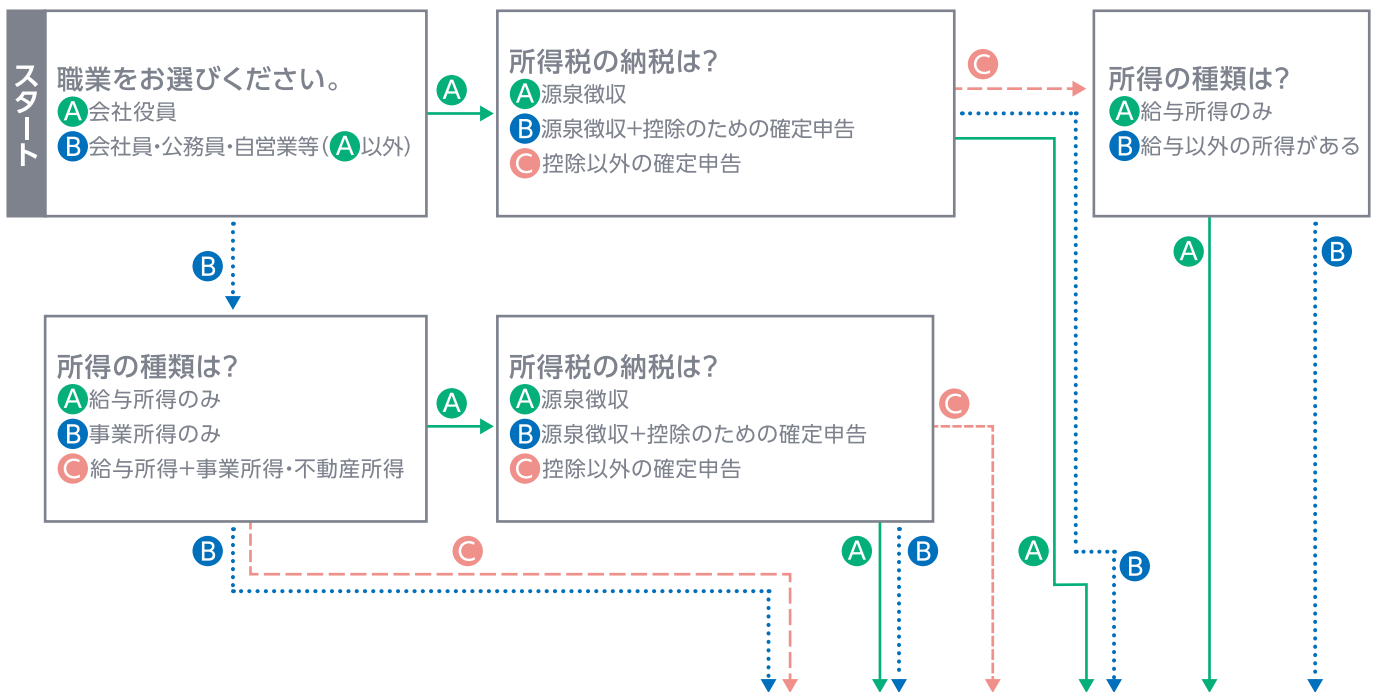 スタート
職業をお選びください。
A会社役員
B会社員・公務員・自営業等（A以外）
A
所得税の納税は?
A源泉徴収
B源泉徴収+控除のための確定申告
C控除以外の確定申告
C
所得の種類は?
A給与所得のみ
B給与以外の所得がある
B
A
B
所得の種類は?
A給与所得のみ
B事業所得のみ
C給与所得+事業所得・不動産所得
A
所得税の納税は?
A源泉徴収
B源泉徴収+控除のための確定申告
C控除以外の確定申告
C
B
C
A
B
A
B